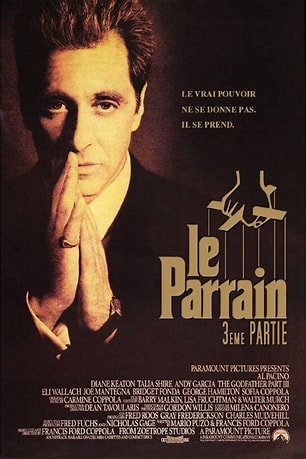 LE VRAI POUVOIR
NE SE DONNE PAS.
IL SE PREND.
le
Parrain
3EME PARTIE
PARAMOUNT PICTURES PRESENTS
AL PACINO
DIANE KEATON TALIA SHIRE ANDY GARCIA THE GODFATHER PART III
ELI WALLACH JOE MANTEGNA BRIDGET FONDA GEORGE HAMILTON SOFIA COPPOLA
CARMINE COPPOLA BARRY MALKIN LISA FRUCHTMAN & WALTER MURCH
DEAN TAVOULARIS GORDON WILLIS MILENA CANONERO
FRED ROOS GRAY FREDERICKSON CHARLES MULVEHILL
FRED FUCHS AND NICHOLAS GAGE MARIO PUZO & FRANCIS FORD COPPOLA
FRANCIS FORD COPPOLA FROM ZOETROPE STUDIOS A PARAMOUNT PICTURE